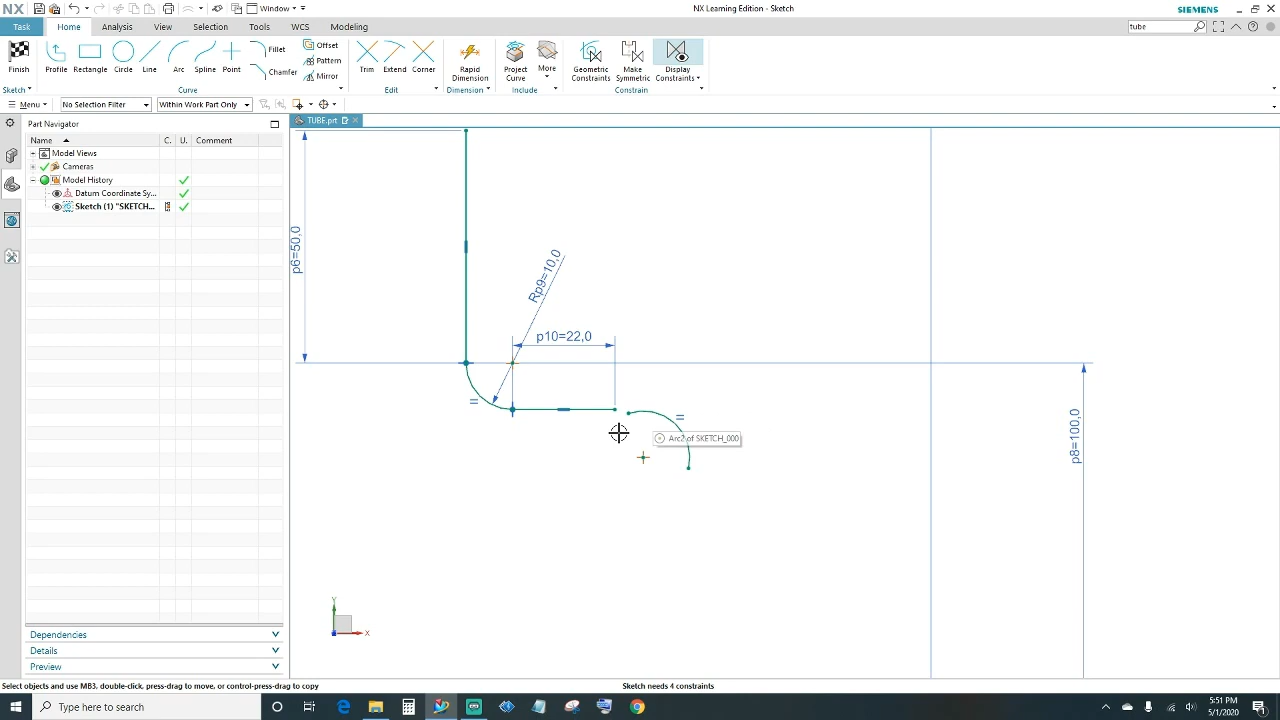 NX
Window
NX Learning Edition - Sketch
SIEMENS
Task
Home
Analysis
View
Selection
Tools
WCS
Modeling
tube
Finish
Profile
Rectangle
Circle
Line
Arc
Spline
Point
Fillet
Chamfer
Offset
Pattern
Mirror
Trim
Extend
Corner
Rapid
Dimension
Project
Curve
More
Geometric
Constraints
Make
Symmetric
Display
Constraints
Sketch
Curve
Edit
Dimension
Include
Constrain
Menu
No Selection Filter
Within Work Part Only
Part Navigator
TUBE.prt
Name
C.
U.
Comment
Model Views
Cameras
Model History
Datum Coordinate Sy...
Sketch (1) "SKETCH...
p6=50,0
Rp9=10,0
p10=22,0
p8=100,0
Arc2 of SKETCH_000
Y
X
Dependencies
Details
Preview
Select objects and use MB3, double-click, press-drag to move, or control-press-drag to copy
Sketch needs 4 constraints
Type here to search
5:51 PM
5/1/2020